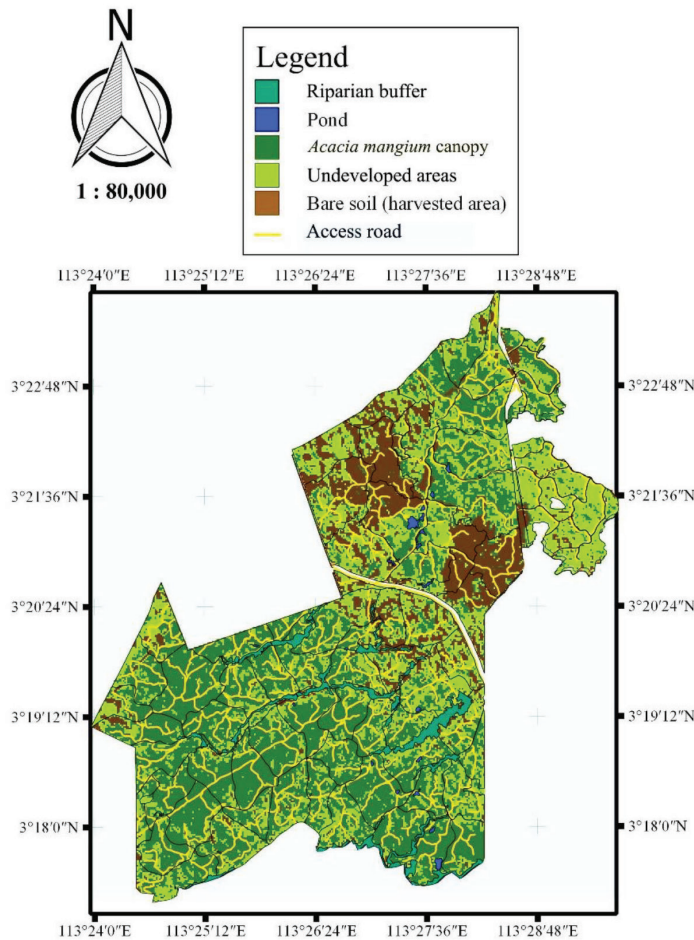 N
1 : 80,000
Legend
Riparian buffer
Pond
Acacia mangium canopy
Undeveloped areas
Bare soil (harvested area)
Access road
113°24′0″E 113°25′12″E 113°26′24″E 113°27′36″E 113°28′48″E
3°22′48″N 3°22′48″N
3°21′36″N 3°21′36″N
3°20′24″N 3°20′24″N
3°19′12″N 3°19′12″N
3°18′0″N 3°18′0″N
113°24′0″E 113°25′12″E 113°26′24″E 113°27′36″E 113°28′48″E